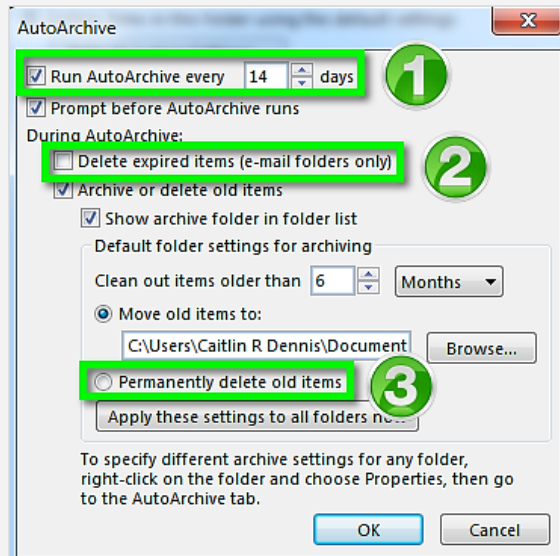 AutoArchive
x
Run AutoArchive every 14 days
1
Prompt before AutoArchive runs
During AutoArchive:
Delete expired items (e-mail folders only)
2
Archive or delete old items
Show archive folder in folder list
Default folder settings for archiving
Clean out items older than 6 Months
Move old items to:
C:\Users\Caitlin R Dennis\Document Browse...
Permanently delete old items
3
Apply these settings to all folders
To specify different archive settings for any folder,
right-click on the folder and choose Properties, then go
to the AutoArchive tab.
OK Cancel